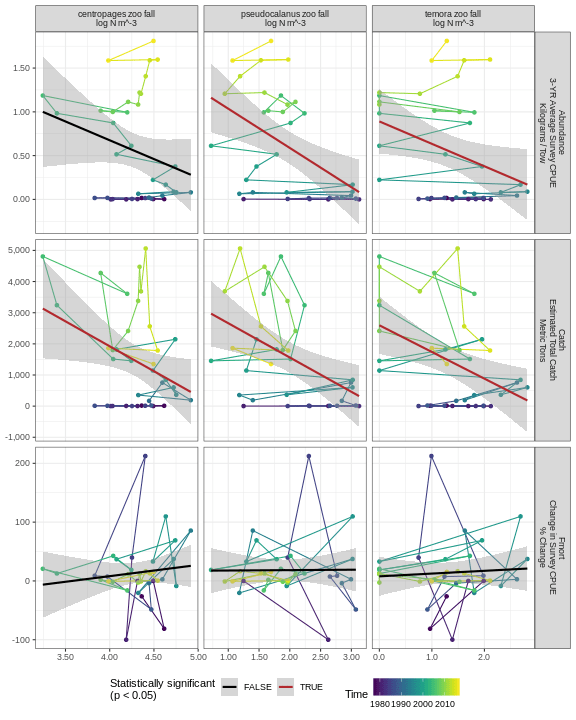 centropages zoo fall
log N m^-3
pseudocalanus zoo fall
log N m^-3
temora zoo fall
log N m^-3
1.50
1.00
0.50
0.00
Abundance
3-YR Average Survey CPUE
Kilograms / Tow
5,000
4,000
3,000
2,000
1,000
0
-1,000
Catch
Estimated Total Catch
Metric Tons
200
100
0
-100
Fmort
Change in Survey CPUE
% Change
3.50 4.00 4.50 5.00
1.00 1.50 2.00 2.50 3.00
0.0 1.0 2.0
Statistically significant
(p < 0.05)
FALSE
TRUE
Time
1980 1990 2000 2010